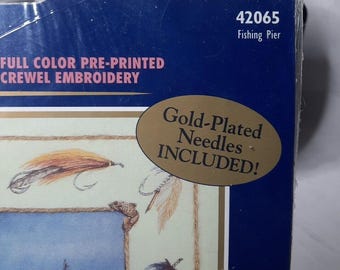 42065
Fishing Pier
FULL COLOR PRE-PRINTED
CREWEL EMBROIDERY
Gold-Plated
Needles
INCLUDED!